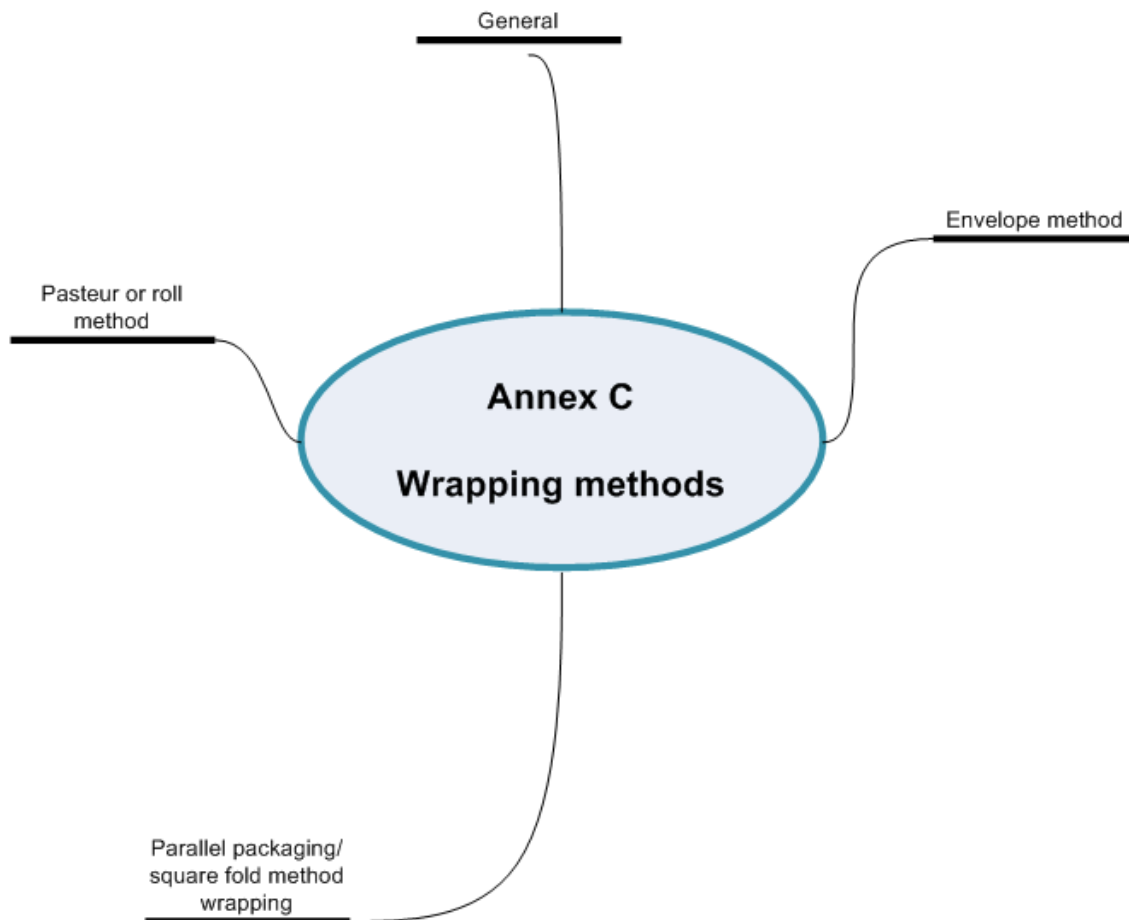 General
Envelope method
Pasteur or roll
method
Annex C
Wrapping methods
Parallel packaging/
square fold method
wrapping